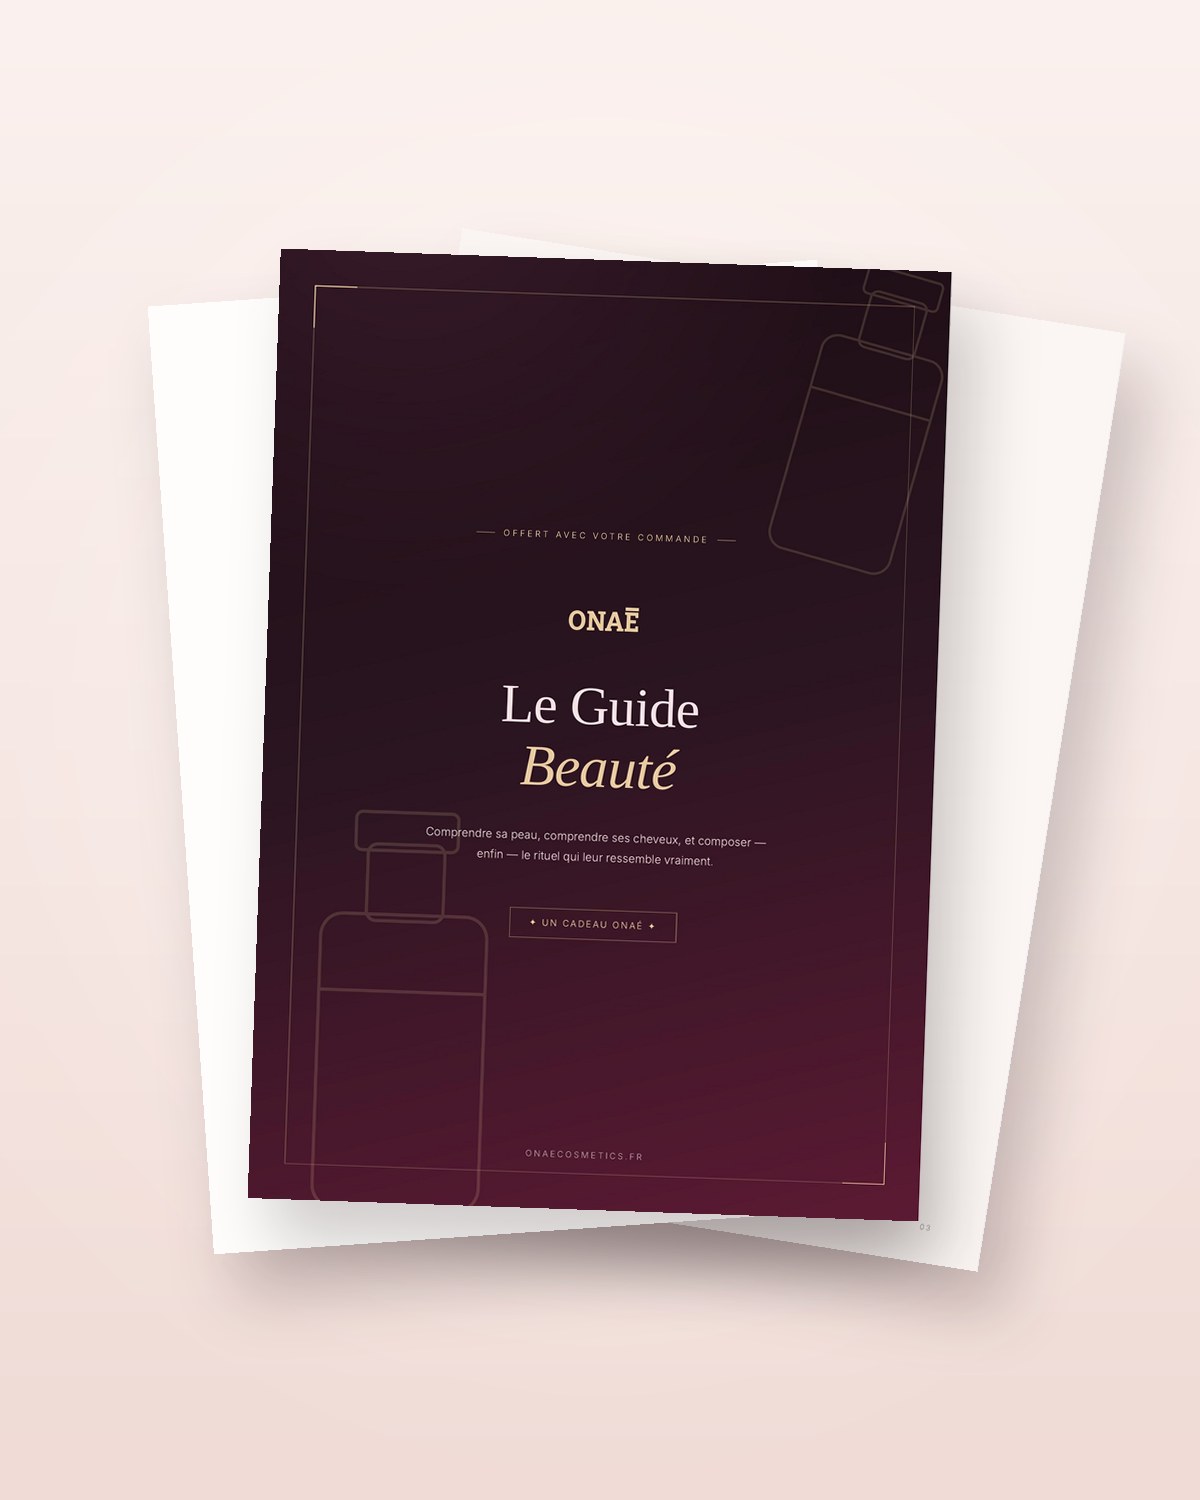 OFFERT AVEC VOTRE COMMANDE
ONAĒ
Le Guide
Beauté
Comprendre sa peau, comprendre ses cheveux, et composer —
enfin — le rituel qui leur ressemble vraiment.
✦ UN CADEAU ONAÉ ✦
ONAECOSMETICS.FR
03